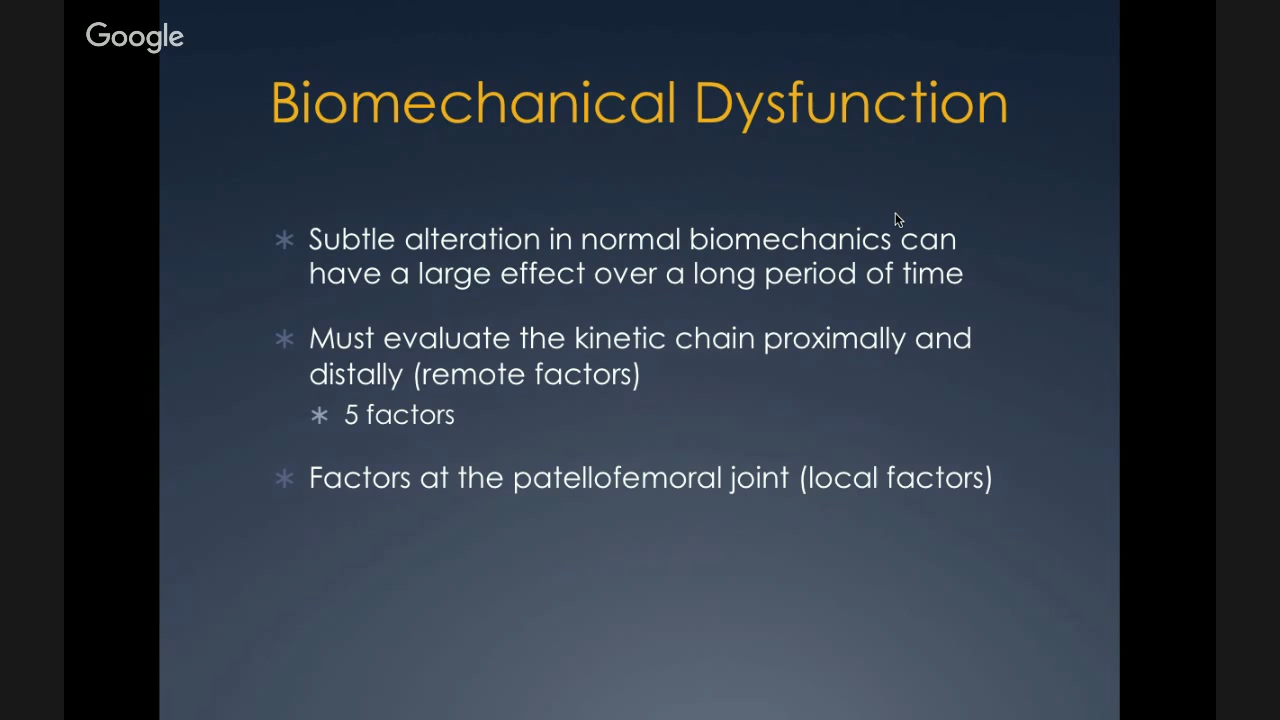 Google
Biomechanical Dysfunction
* Subtle alteration in normal biomechanics can
have a large effect over a long period of time
* Must evaluate the kinetic chain proximally and
distally (remote factors)
* 5 factors
* Factors at the patellofemoral joint (local factors)